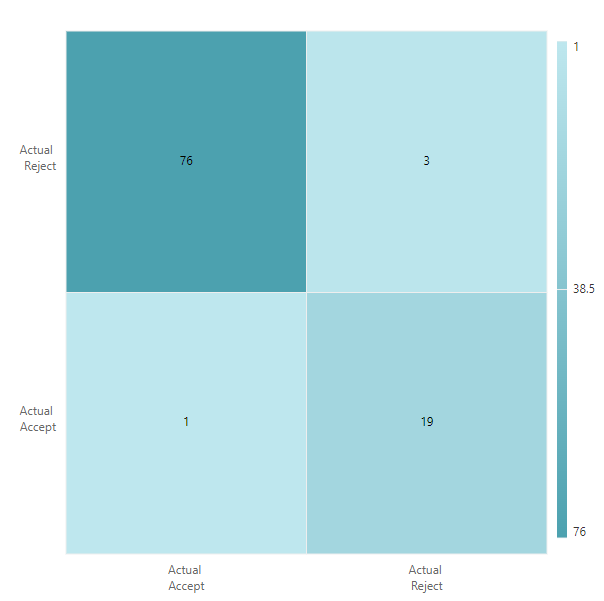 1
Actual
Reject
76
3
38.5
Actual
Accept
1
19
76
Actual
Accept
Actual
Reject